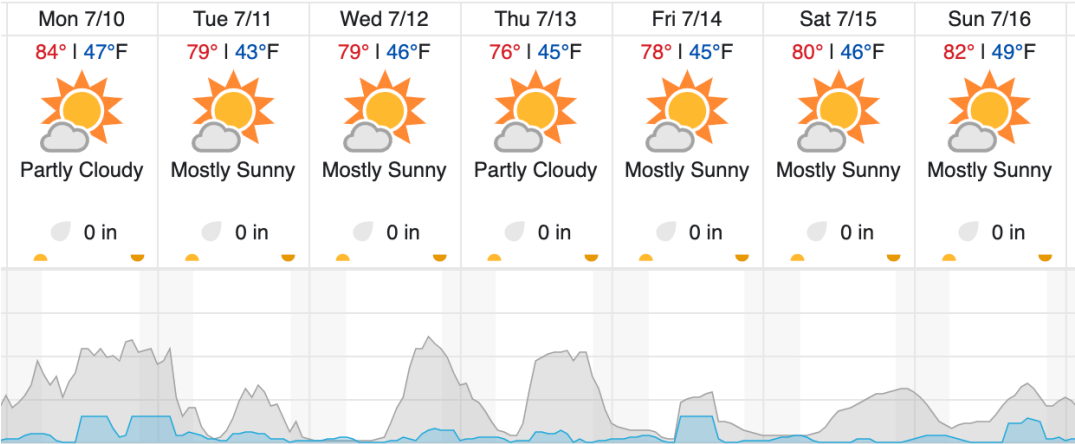 Mon 7/10 Tue 7/11 Wed 7/12 Thu 7/13 Fri 7/14 Sat 7/15 Sun 7/16
84° | 47°F 79° | 43°F 79° | 46°F 76° | 45°F 78° | 45°F 80° | 46°F 82° | 49°F
Partly Cloudy Mostly Sunny Mostly Sunny Partly Cloudy Mostly Sunny Mostly Sunny Mostly Sunny
0 in 0 in 0 in 0 in 0 in 0 in 0 in